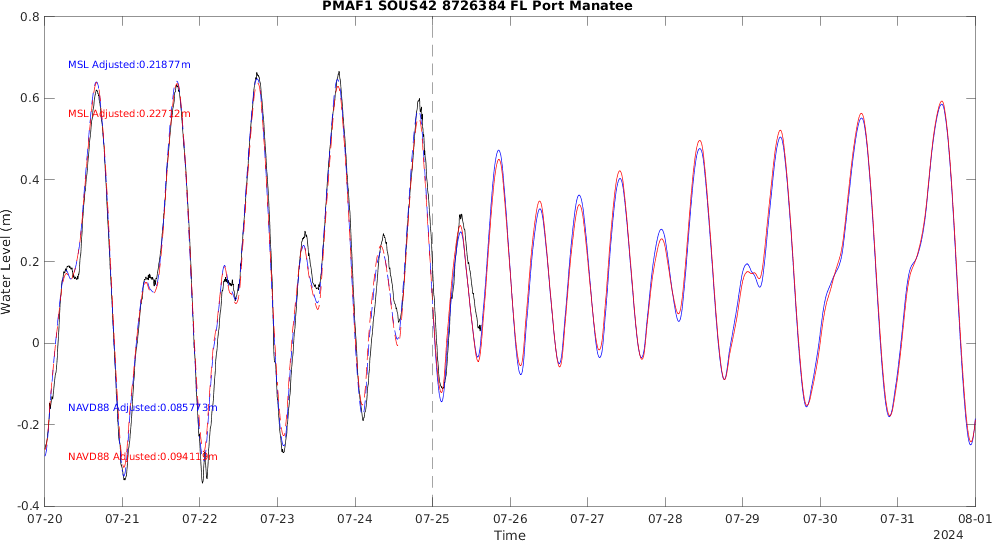 PMAF1 SOUS42 8726384 FL Port Manatee
0.8
0.6
0.4
0.2
0
-0.2
-0.4
Water Level (m)
MSL Adjusted:0.21877m
MSL Adjusted:0.22712m
NAVD88 Adjusted:0.085773m
NAVD88 Adjusted:0.094119m
07-20 07-21 07-22 07-23 07-24 07-25 07-26 07-27 07-28 07-29 07-30 07-31 08-01
Time
2024